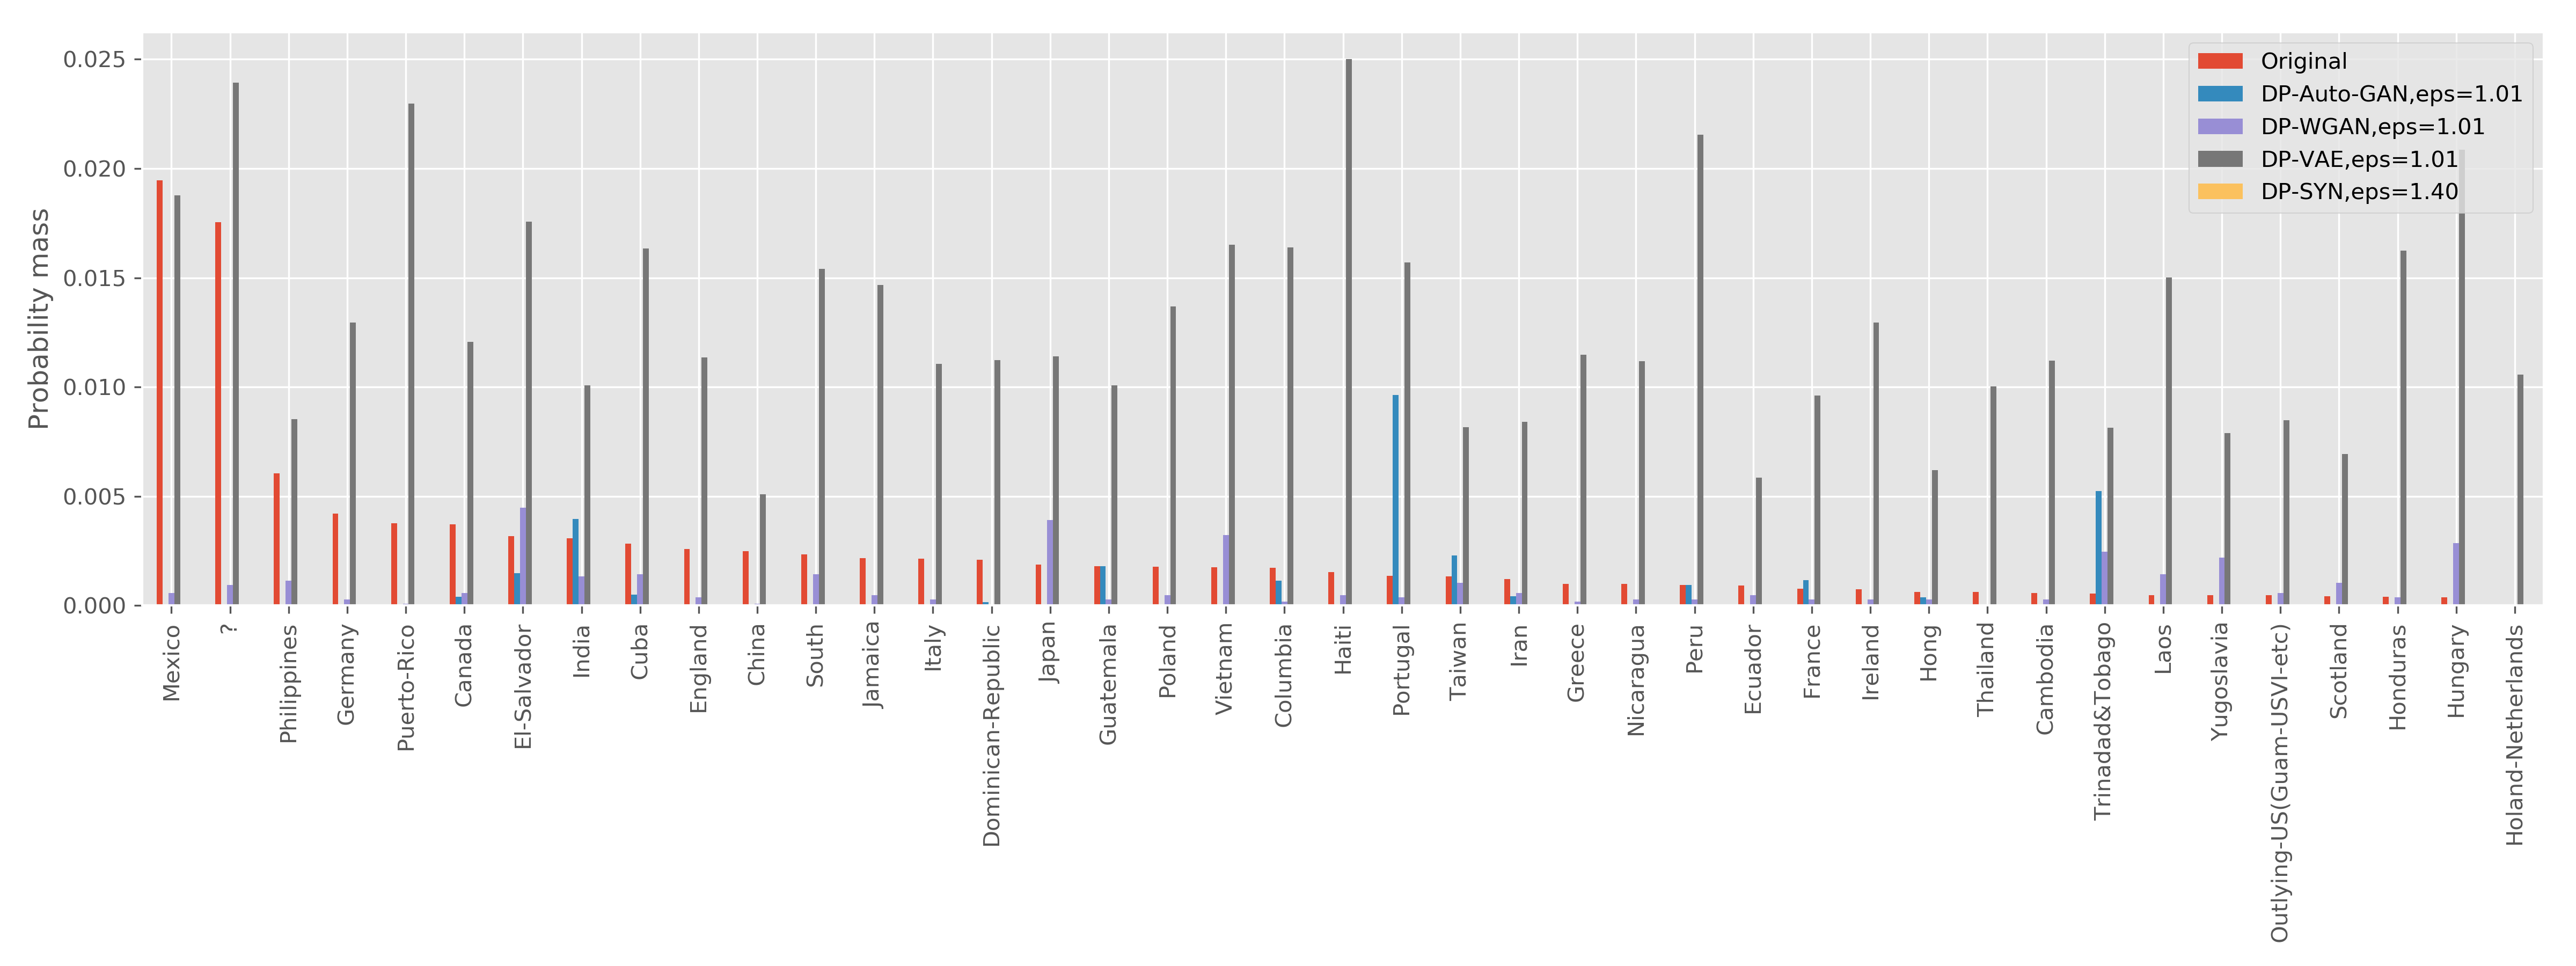 Probability mass
0.025
0.020
0.015
0.010
0.005
0.000
Original
DP-Auto-GAN,eps=1.01
DP-WGAN,eps=1.01
DP-VAE,eps=1.01
DP-SYN,eps=1.40
Mexico
?
Philippines
Germany
Puerto-Rico
Canada
El-Salvador
India
Cuba
England
China
South
Jamaica
Italy
Dominican-Republic
Japan
Guatemala
Poland
Vietnam
Columbia
Haiti
Portugal
Taiwan
Iran
Greece
Nicaragua
Peru
Ecuador
France
Ireland
Hong
Thailand
Cambodia
Trinadad&Tobago
Laos
Yugoslavia
Outlying-US(Guam-USVI-etc)
Scotland
Honduras
Hungary
Holand-Netherlands